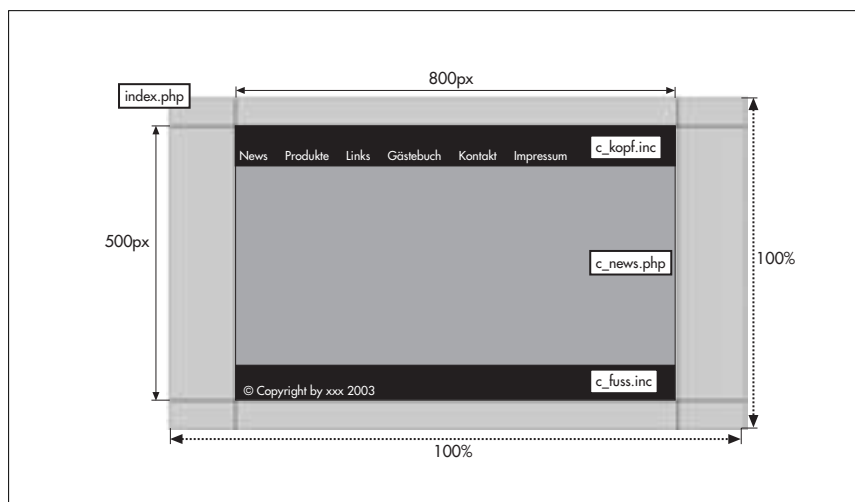 800px
index.php
News Produkte Links Gästebuch Kontakt Impressum
c_kopf.inc
500px
c_news.php
100%
© Copyright by xxx 2003
c_fuss.inc
100%